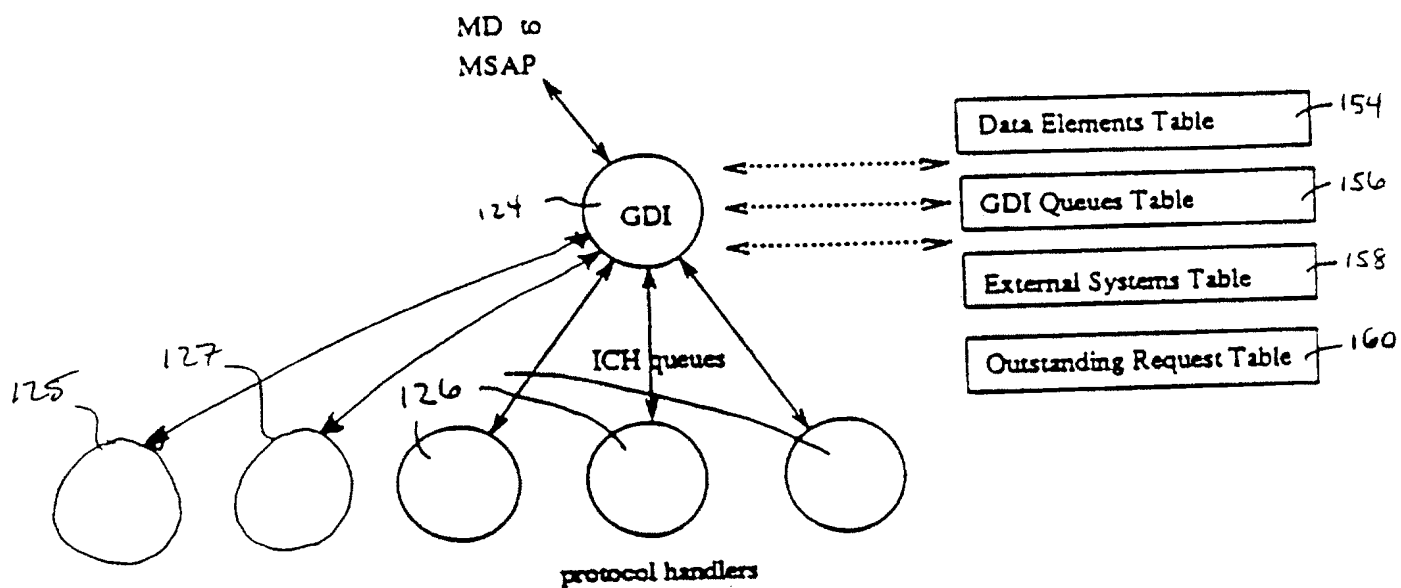 MD to
MSAP
Data Elements Table
154
124
GDI
GDI Queues Table
156
External Systems Table
158
ICH queues
Outstanding Request Table
160
125
127
126
protocol handlers